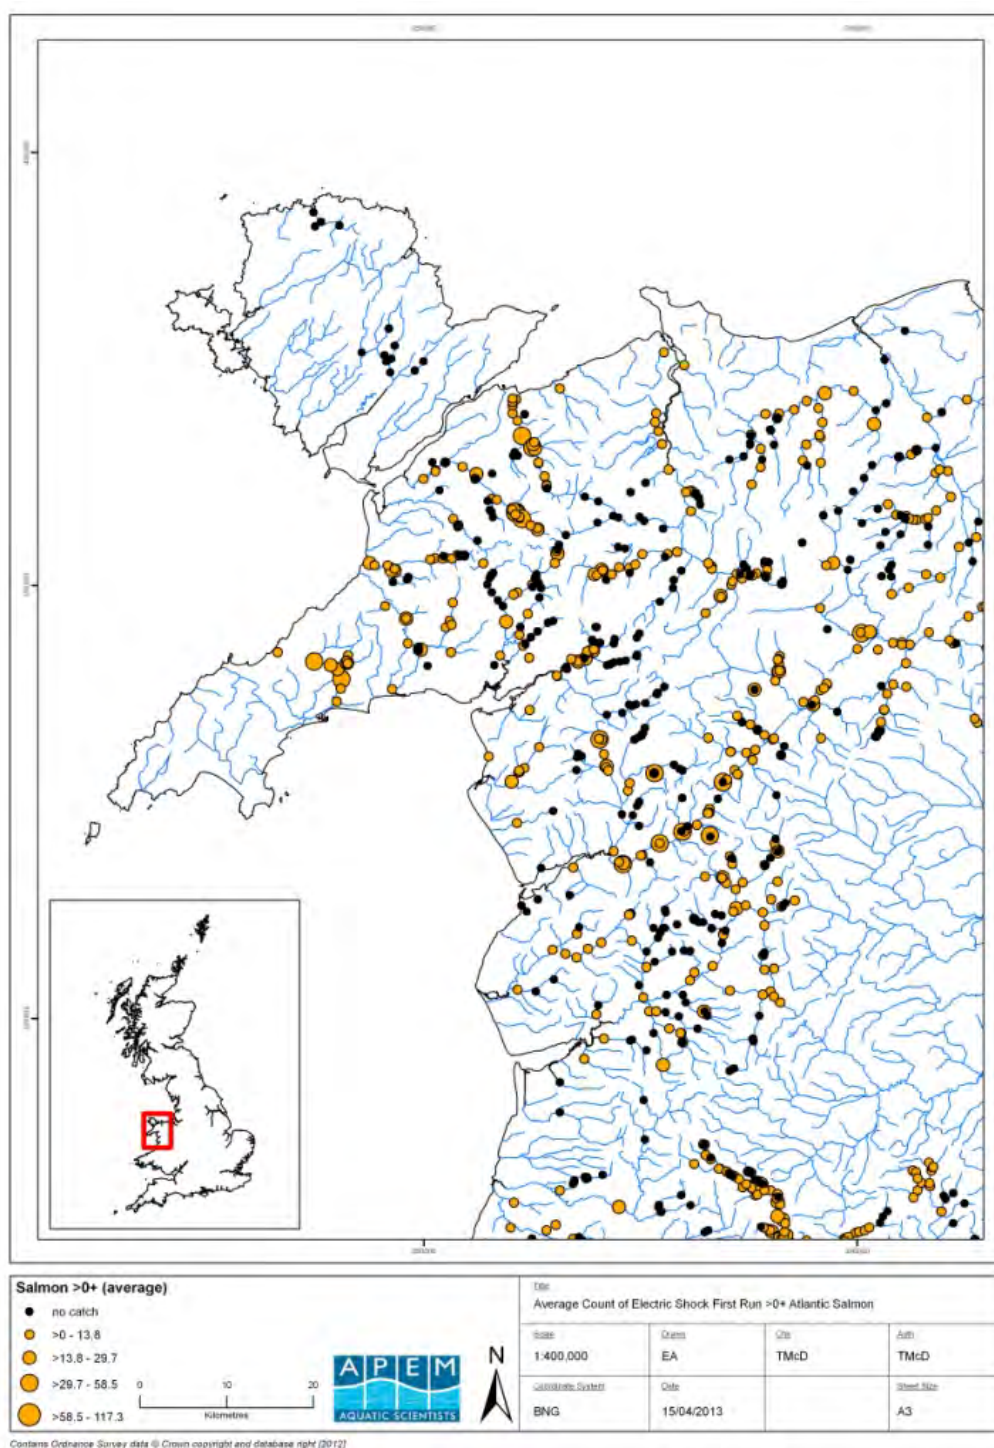 Salmon >0+ (average)
no catch
>0 - 13.8
>13.8 - 29.7
>29.7 - 58.5
>58.5 - 117.3
0 10 20
Kilometres
APEM
AQUATIC SCIENTISTS
N
Title
Average Count of Electric Shock First Run >0+ Atlantic Salmon
Scale
1:400,000
Drawn
EA
Chk
TMcD
Auth
TMcD
Coordinate System
BNG
Date
15/04/2013
Sheet Size
A3
Contains Ordnance Survey data © Crown copyright and database right [2012]